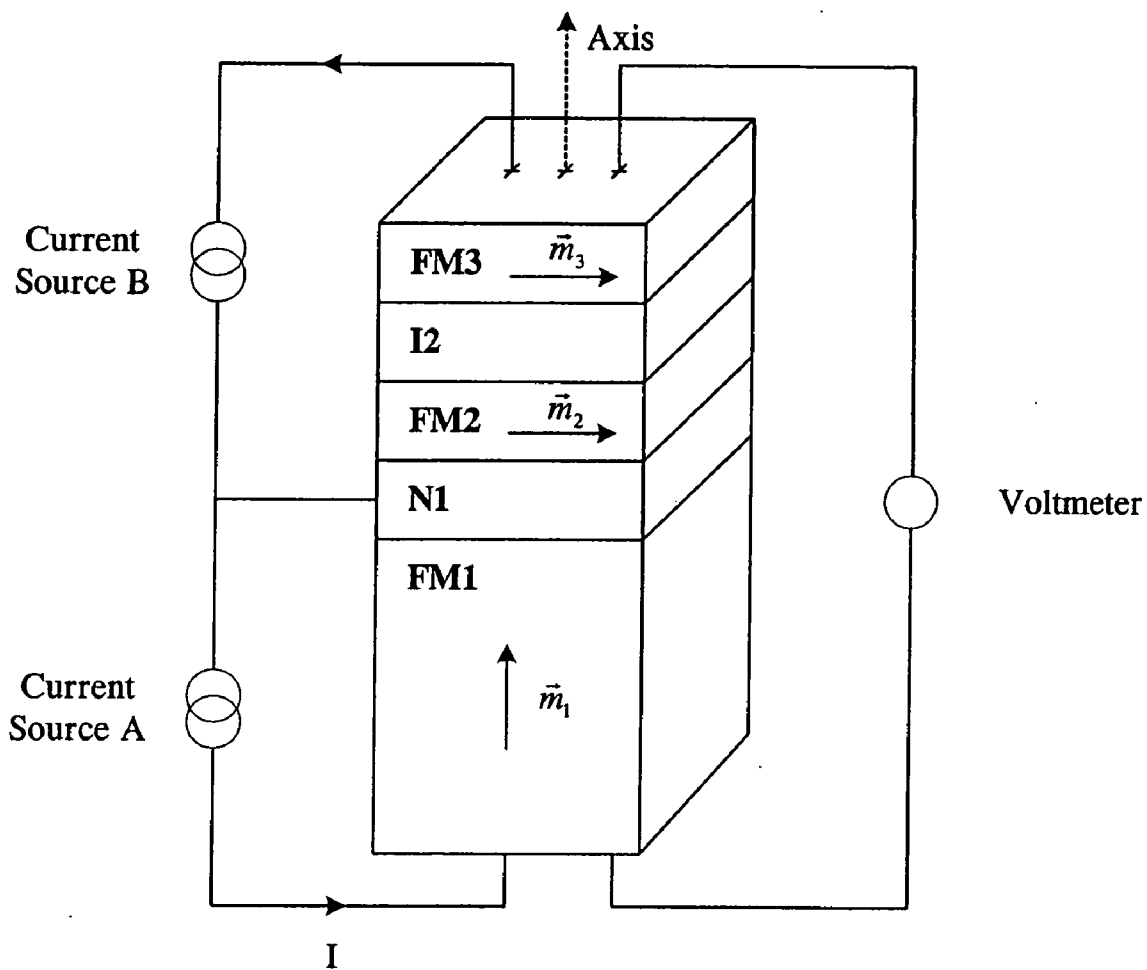 Axis
Current
Source B
FM3
m⃗₃
I2
FM2
m⃗₂
N1
Voltmeter
FM1
Current
Source A
m⃗₁
I